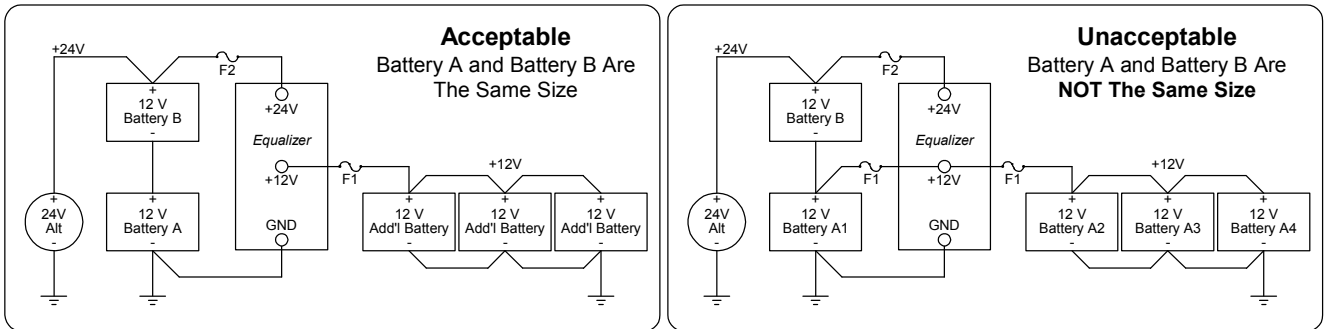 Acceptable
Battery A and Battery B Are
The Same Size
+24V
F2
+
12 V
Battery B
-
+24V
Equalizer
+12V
F1
+12V
+
24V
Alt
-
+
12 V
Battery A
-
GND
+
12 V
Add'l Battery
-
+
12 V
Add'l Battery
-
+
12 V
Add'l Battery
-
Unacceptable
Battery A and Battery B Are
NOT The Same Size
+24V
F2
+
12 V
Battery B
-
+24V
Equalizer
F1
+12V
F1
+12V
+
24V
Alt
-
+
12 V
Battery A1
-
GND
+
12 V
Battery A2
-
+
12 V
Battery A3
-
+
12 V
Battery A4
-